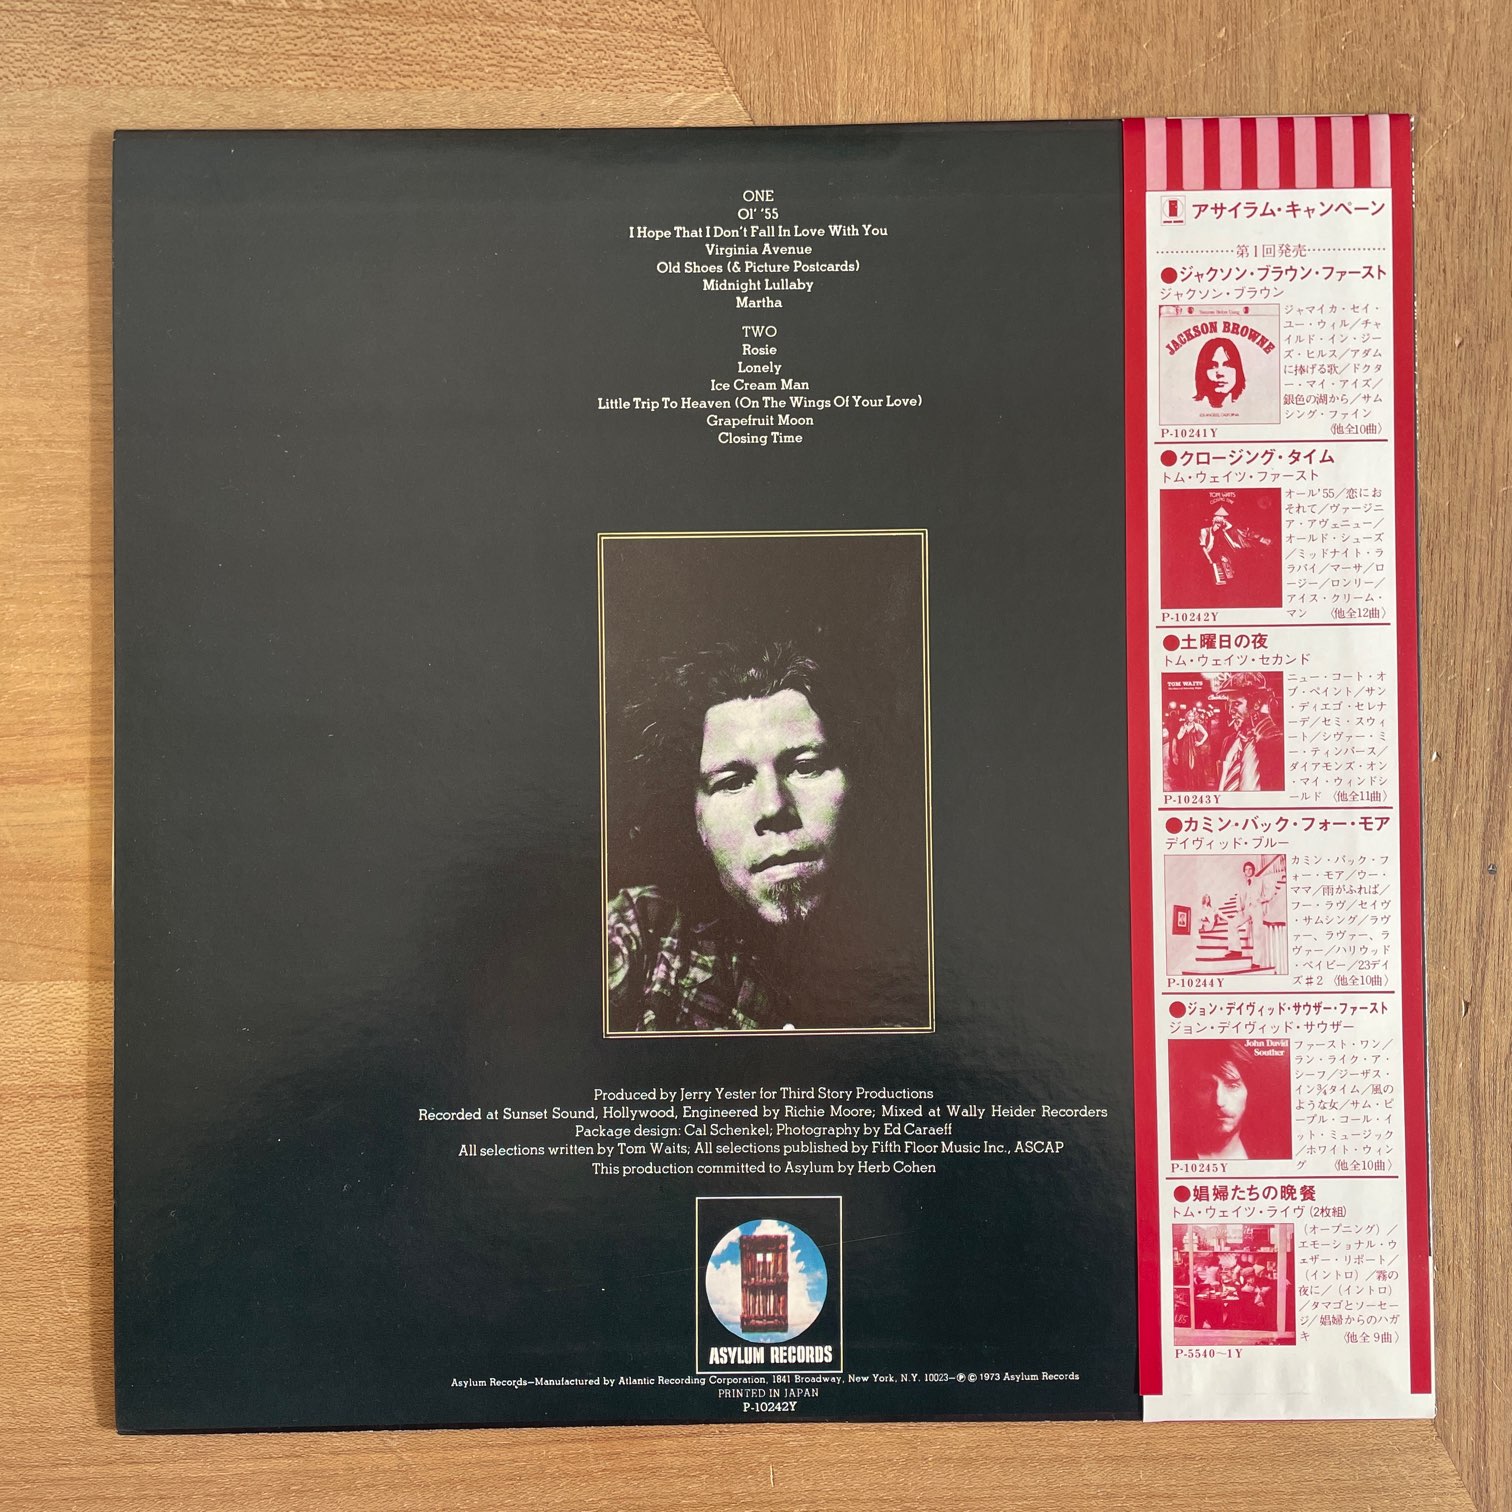 ONE
Ol' '55
I Hope That I Don't Fall In Love With You
Virginia Avenue
Old Shoes (& Picture Postcards)
Midnight Lullaby
Martha
TWO
Rosie
Lonely
Ice Cream Man
Little Trip To Heaven (On The Wings Of Your Love)
Grapefruit Moon
Closing Time
Produced by Jerry Yester for Third Story Productions
Recorded at Sunset Sound, Hollywood, Engineered by Richie Moore; Mixed at Wally Heider Recorders
Package design: Cal Schenkel; Photography by Ed Caraeff
All selections written by Tom Waits; All selections published by Fifth Floor Music Inc., ASCAP
This production committed to Asylum by Herb Cohen
ASYLUM RECORDS
Asylum Records—Manufactured by Atlantic Recording Corporation, 1841 Broadway, New York, N.Y. 10023—℗ © 1973 Asylum Records
PRINTED IN JAPAN
P-10242Y
アサイラム・キャンペーン
第1回発売
●ジャクソン・ブラウン・ファースト
ジャクソン・ブラウン
JACKSON BROWNE
ジャマイカ・セイ・
ユー・ウィル／チャ
イルド・イン・ジー
ズ・ヒルス／アダム
に捧げる歌／ドクタ
ー・マイ・アイズ／
銀色の湖から／サム
シング・ファイン
〈他全10曲〉
P-10241Y
●クロージング・タイム
トム・ウェイツ・ファースト
TOM WAITS
CLOSING TIME
オール'55／恋にお
それて／ヴァージニ
ア・アヴェニュー／
オールド・シューズ
／ミッドナイト・ラ
ラバイ／マーサ／ロ
ージー／ロンリー／
アイス・クリーム・
マン 〈他全12曲〉
P-10242Y
●土曜日の夜
トム・ウェイツ・セカンド
TOM WAITS
ニュー・コート・オ
ブ・ペイント／サン
・ディエゴ・セレナ
ーデ／セミ・スウィ
ート／シヴァー・ミ
ー・ティンバース／
ダイアモンズ・オン
・マイ・ウィンドシ
ールド 〈他全11曲〉
P-10243Y
●カミン・バック・フォー・モア
デイヴィッド・ブルー
カミン・バック・フ
ォー・モア／ウー・
ママ／雨がふれば／
フー・ラヴ／セイヴ
・サムシング／ラヴ
ァー、ラヴァー、ラ
ヴァー／ハリウッド
・ベイビー／23デイ
ズ♯2 〈他全10曲〉
P-10244Y
●ジョン・デイヴィッド・サウザー・ファースト
ジョン・デイヴィッド・サウザー
John David
Souther
ファースト・ワン／
ラン・ライク・ア・
シーフ／ジーザス・
イン¾タイム／風の
ような女／サム・ピ
ープル・コール・イ
ット・ミュージック
／ホワイト・ウィン
グ 〈他全10曲〉
P-10245Y
●娼婦たちの晩餐
トム・ウェイツ・ライヴ(2枚組)
(オープニング)／
エモーショナル・ウ
ェザー・リポート／
(イントロ)／霧の
夜に／(イントロ)
／タマゴとソーセー
ジ／娼婦からのハガ
キ 〈他全9曲〉
P-5540〜1Y